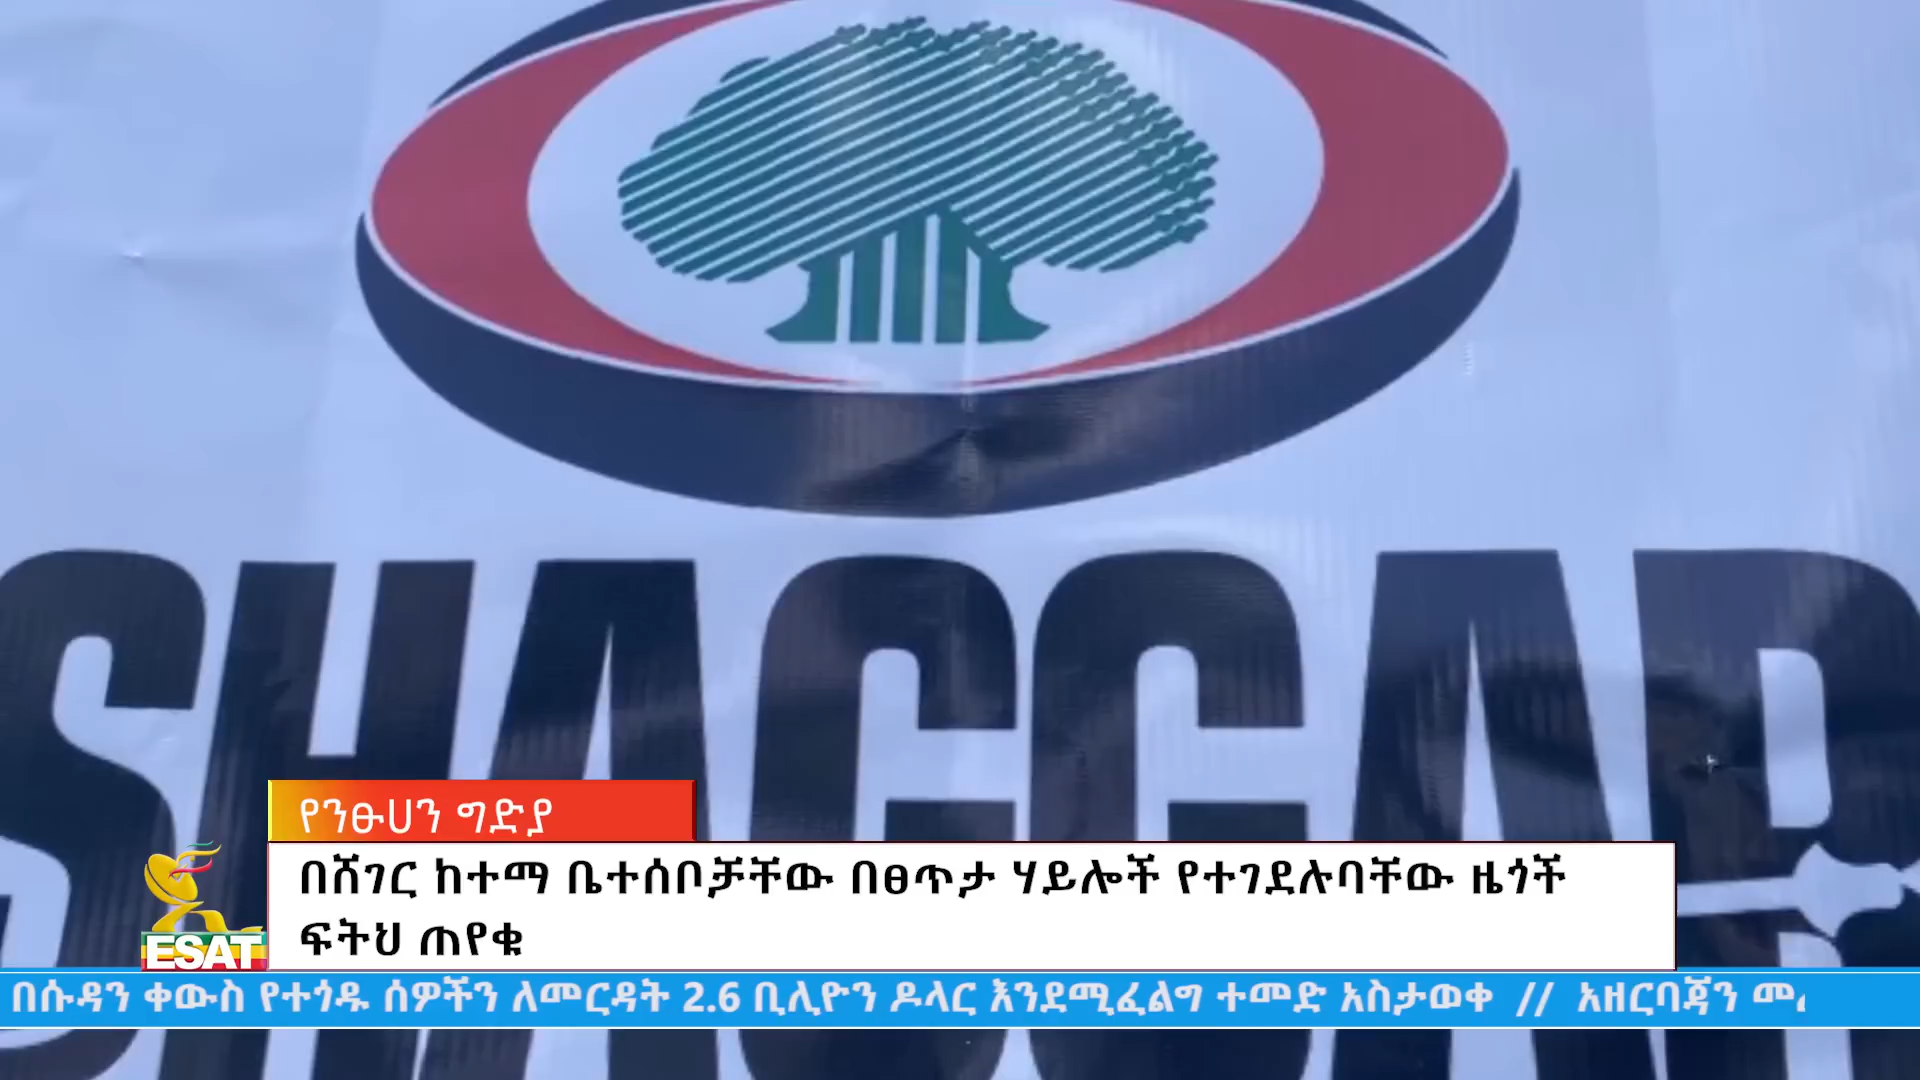 SHAGGAR
የንፁሀን ግድያ
በሸገር ከተማ ቤተሰቦቻቸው በፀጥታ ሃይሎች የተገደሉባቸው ዜጎች
ፍትህ ጠየቁ
ESAT
በሱዳን ቀውስ የተጎዱ ሰዎችን ለመርዳት 2.6 ቢሊዮን ዶላር እንደሚፈልግ ተመድ አስታወቀ // አዘርባጃን